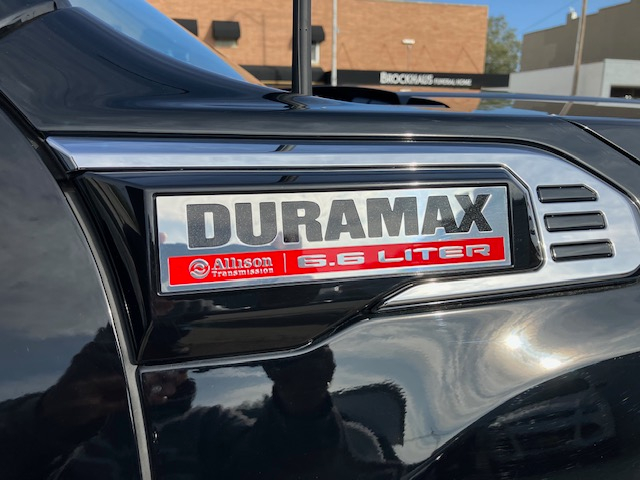 BROCKHAUS FUNERAL HOME
DURAMAX
Allison
Transmission
6.6 LITER